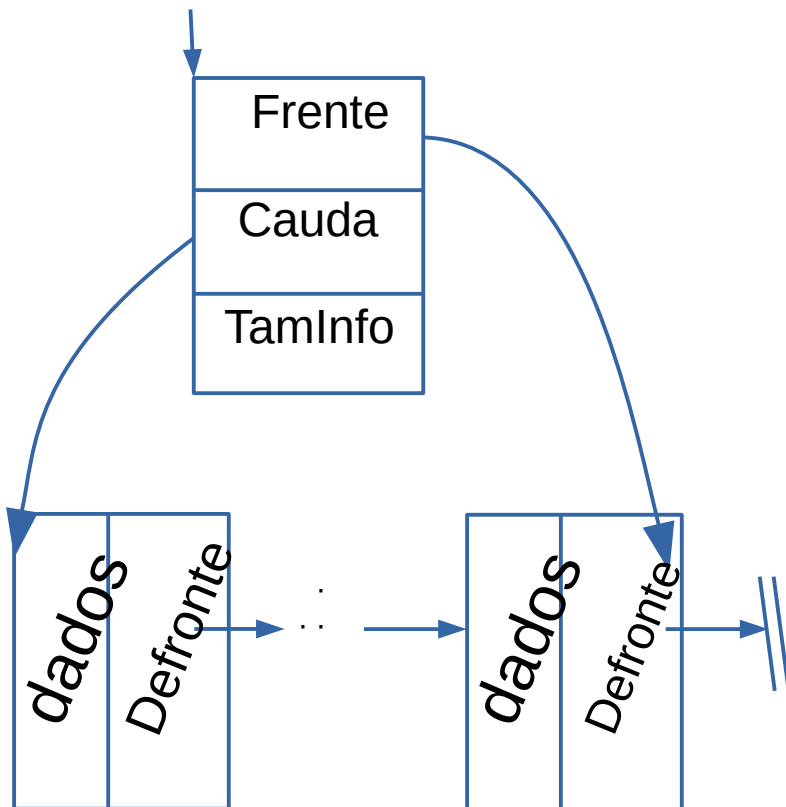 Frente
Cauda
TamInfo
dados
Defronte
. . .
dados
Defronte